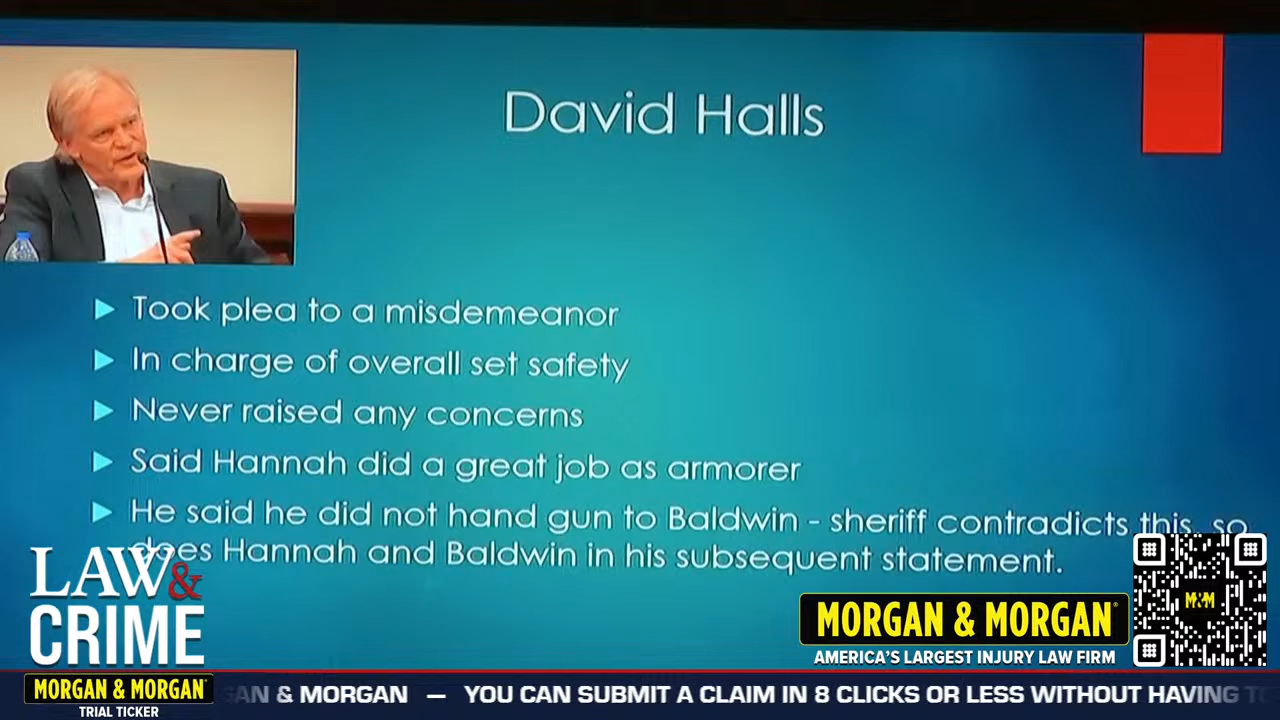 David Halls
Took plea to a misdemeanor
In charge of overall set safety
Never raised any concerns
Said Hannah did a great job as armorer
He said he did not hand gun to Baldwin - sheriff contradicts this, so
does Hannah and Baldwin in his subsequent statement.
LAW&
CRIME
MORGAN & MORGAN®
AMERICA'S LARGEST INJURY LAW FIRM
M&M
MORGAN & MORGAN®
TRIAL TICKER
GAN & MORGAN — YOU CAN SUBMIT A CLAIM IN 8 CLICKS OR LESS WITHOUT HAVING TO